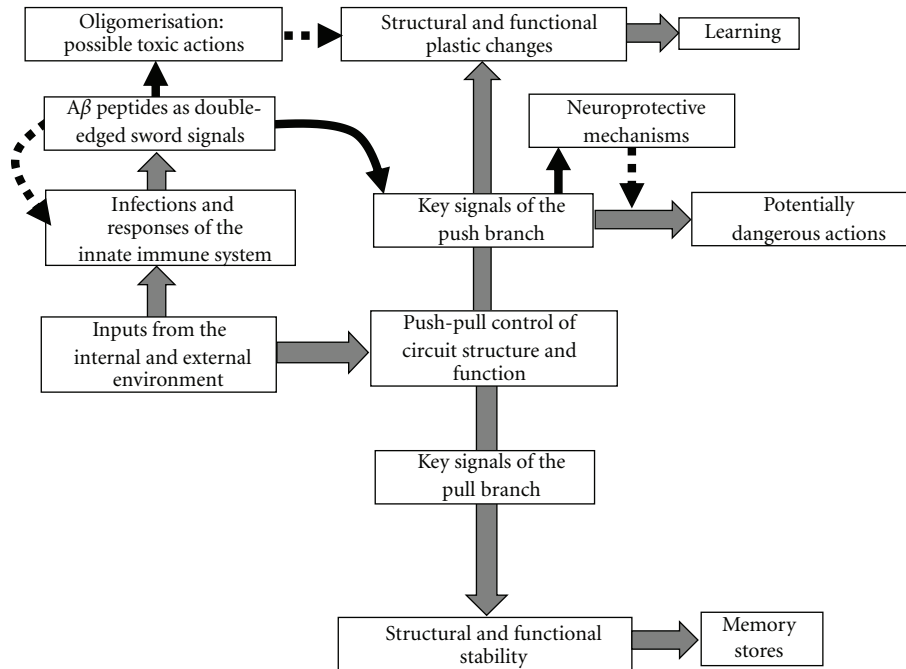 Oligomerisation:
possible toxic actions
Structural and functional
plastic changes
Learning
Aβ peptides as double-
edged sword signals
Neuroprotective
mechanisms
Infections and
responses of the
innate immune system
Key signals of the
push branch
Potentially
dangerous actions
Inputs from the
internal and external
environment
Push-pull control of
circuit structure and
function
Key signals of the
pull branch
Structural and functional
stability
Memory
stores